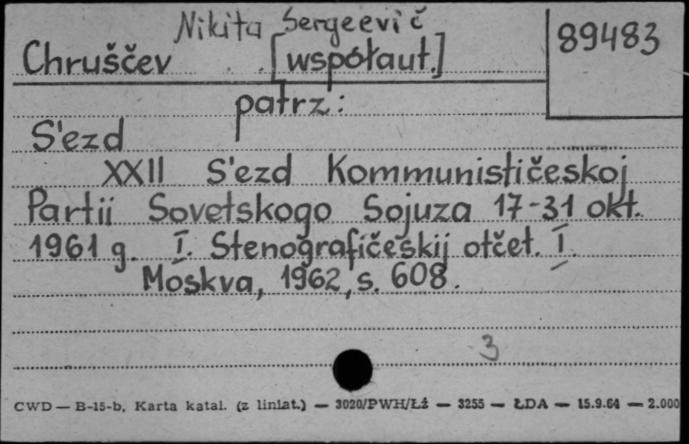 Nikita Sergeevič
89483
Chruščev [współaut.]
patrz:
S'ezd
XXII S'ezd Kommunističeskoj
Partii Sovetskogo Sojuza 17-31 okt.
1961 g. I. Stenografičeskij otčet. I.
Moskva, 1962, s. 608.
3
CWD — B-15-b. Karta katal. (z liniat.) — 3020/PWH/Łż — 3255 — ŁDA — 15.9.64 — 2.000